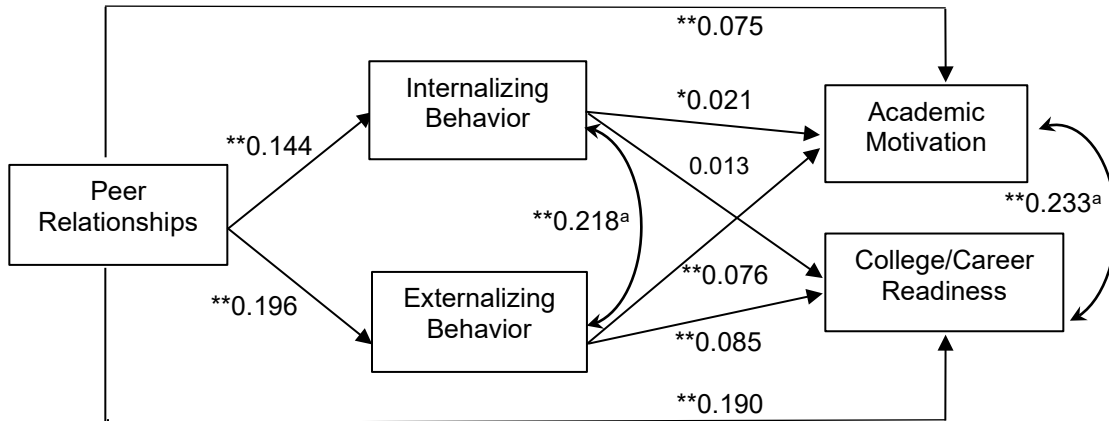 **0.075
Internalizing
Behavior
*0.021
Academic
Motivation
**0.144
0.013
Peer
Relationships
**0.218ᵃ
**0.233ᵃ
**0.196
Externalizing
Behavior
**0.076
College/Career
Readiness
**0.085
**0.190